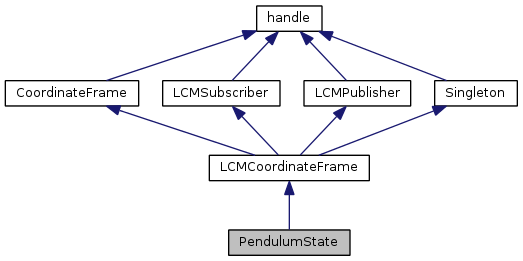 handle
CoordinateFrame
LCMSubscriber
LCMPublisher
Singleton
LCMCoordinateFrame
PendulumState